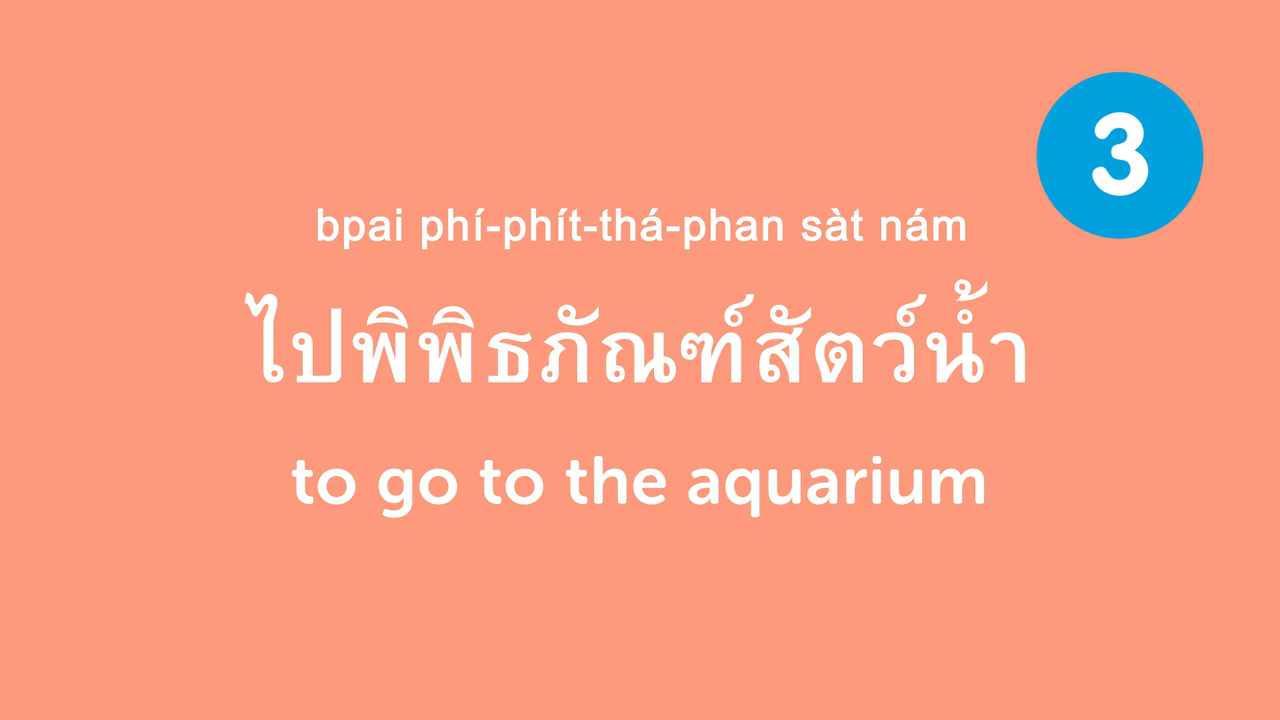 3
bpai phí-phít-thá-phan sàt nám
ไปพิพิธภัณฑ์สัตว์น้ำ
to go to the aquarium